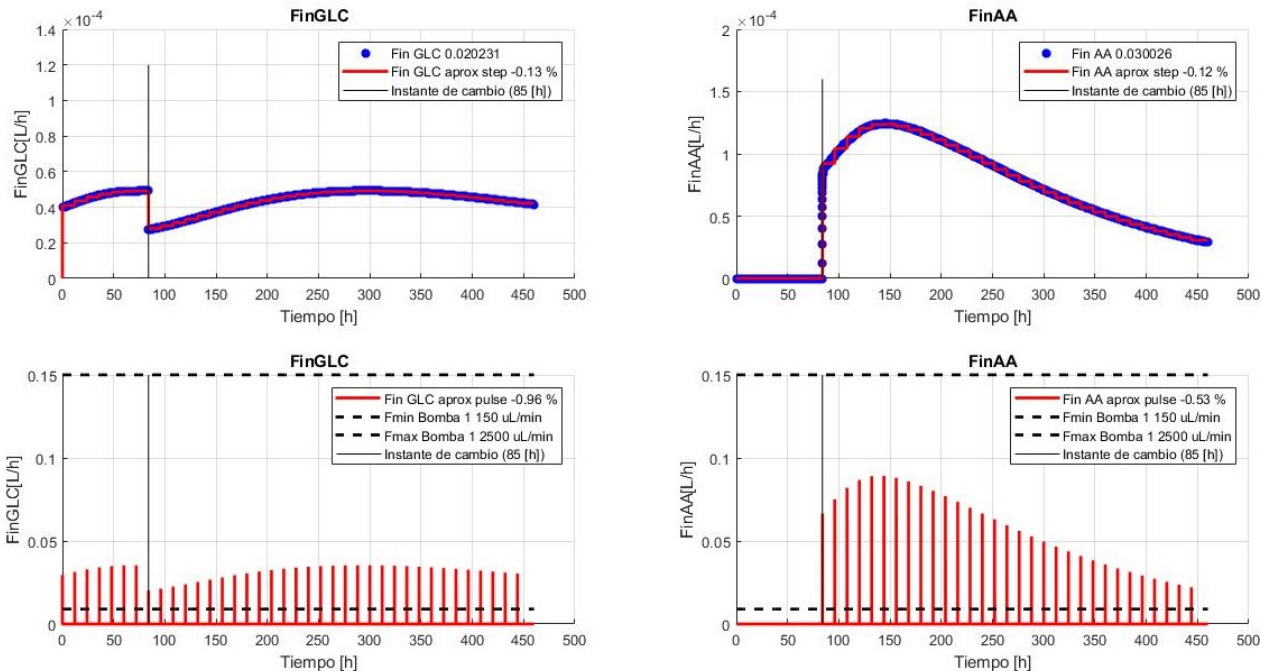 FinGLC
×10⁻⁴
1.4
1.2
1
0.8
0.6
0.4
0.2
0
FinGLC[L/h]
Fin GLC 0.020231
Fin GLC aprox step -0.13 %
Instante de cambio (85 [h])
0 50 100 150 200 250 300 350 400 450 500
Tiempo [h]
FinAA
×10⁻⁴
2
1.5
1
0.5
0
FinAA[L/h]
Fin AA 0.030026
Fin AA aprox step -0.12 %
Instante de cambio (85 [h])
0 50 100 150 200 250 300 350 400 450 500
Tiempo [h]
FinGLC
0.15
0.1
0.05
0
FinGLC[L/h]
Fin GLC aprox pulse -0.96 %
Fmin Bomba 1 150 uL/min
Fmax Bomba 1 2500 uL/min
Instante de cambio (85 [h])
0 50 100 150 200 250 300 350 400 450 500
Tiempo [h]
FinAA
0.15
0.1
0.05
0
FinAA[L/h]
Fin AA aprox pulse -0.53 %
Fmin Bomba 1 150 uL/min
Fmax Bomba 1 2500 uL/min
Instante de cambio (85 [h])
0 50 100 150 200 250 300 350 400 450 500
Tiempo [h]